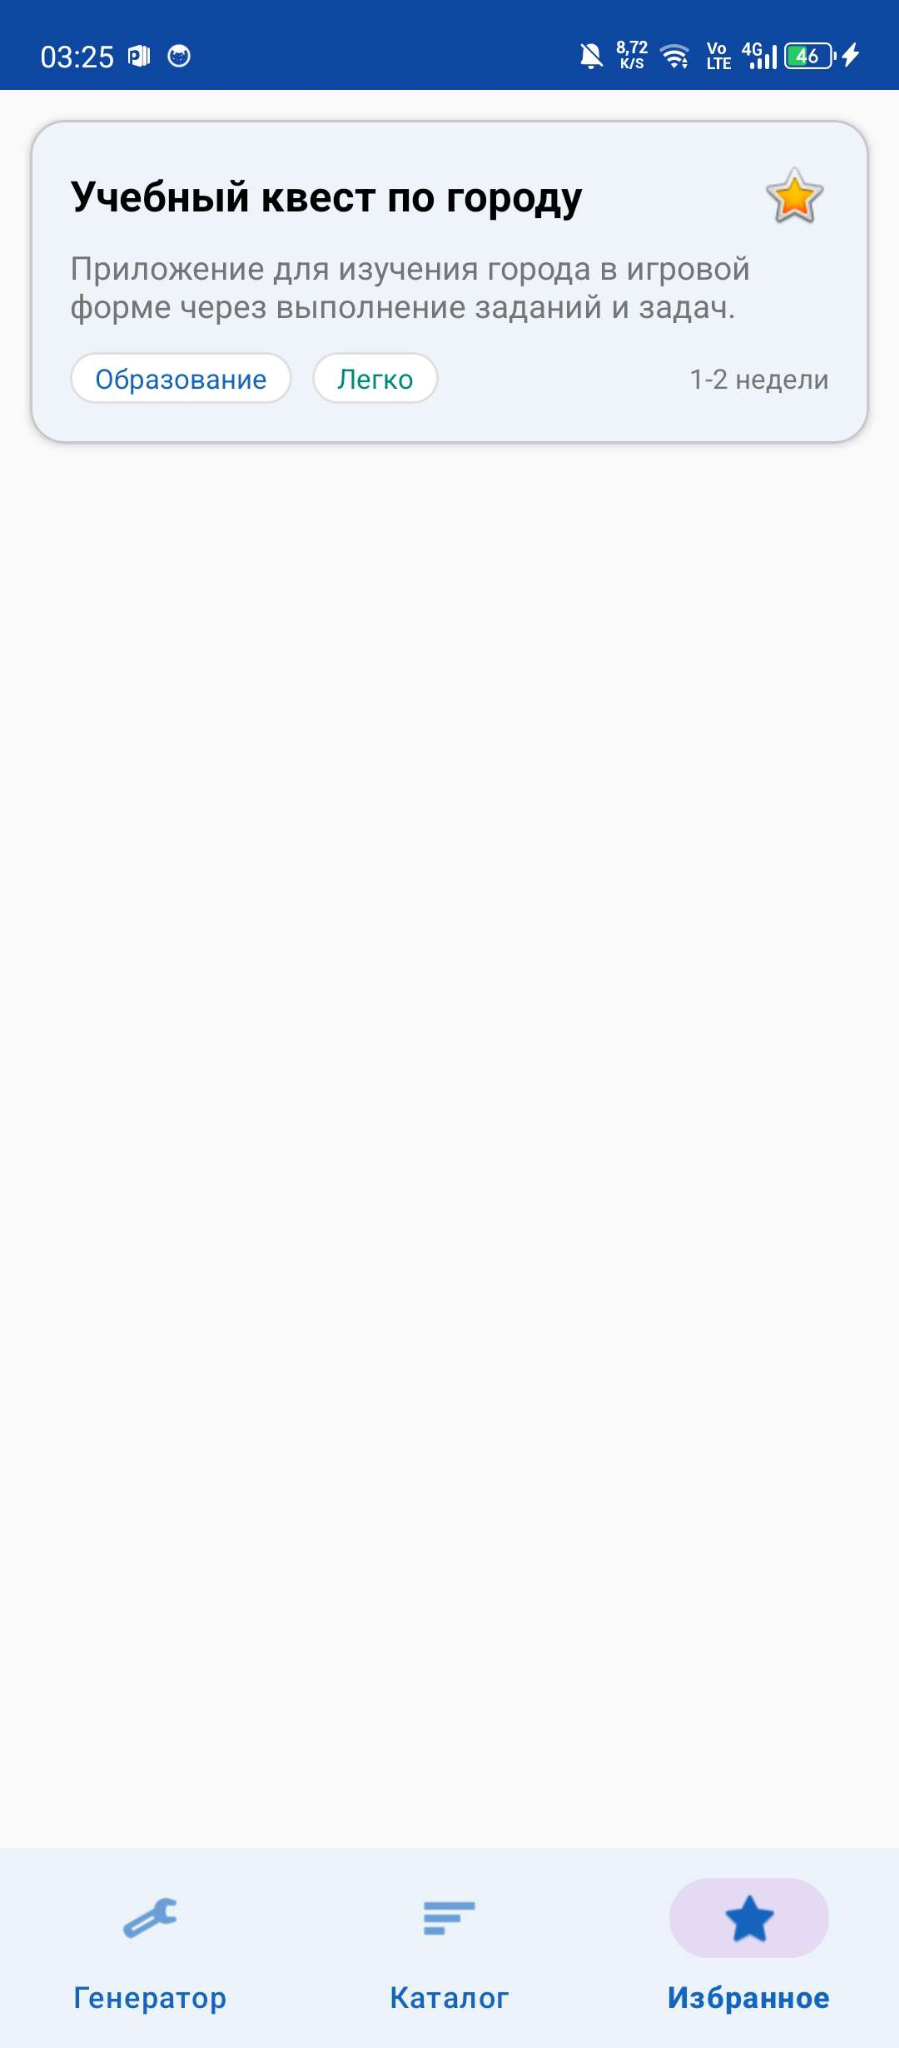 03:25
8,72
K/S
Vo
LTE
4G
46
Учебный квест по городу
Приложение для изучения города в игровой
форме через выполнение заданий и задач.
Образование
Легко
1-2 недели
Генератор
Каталог
Избранное